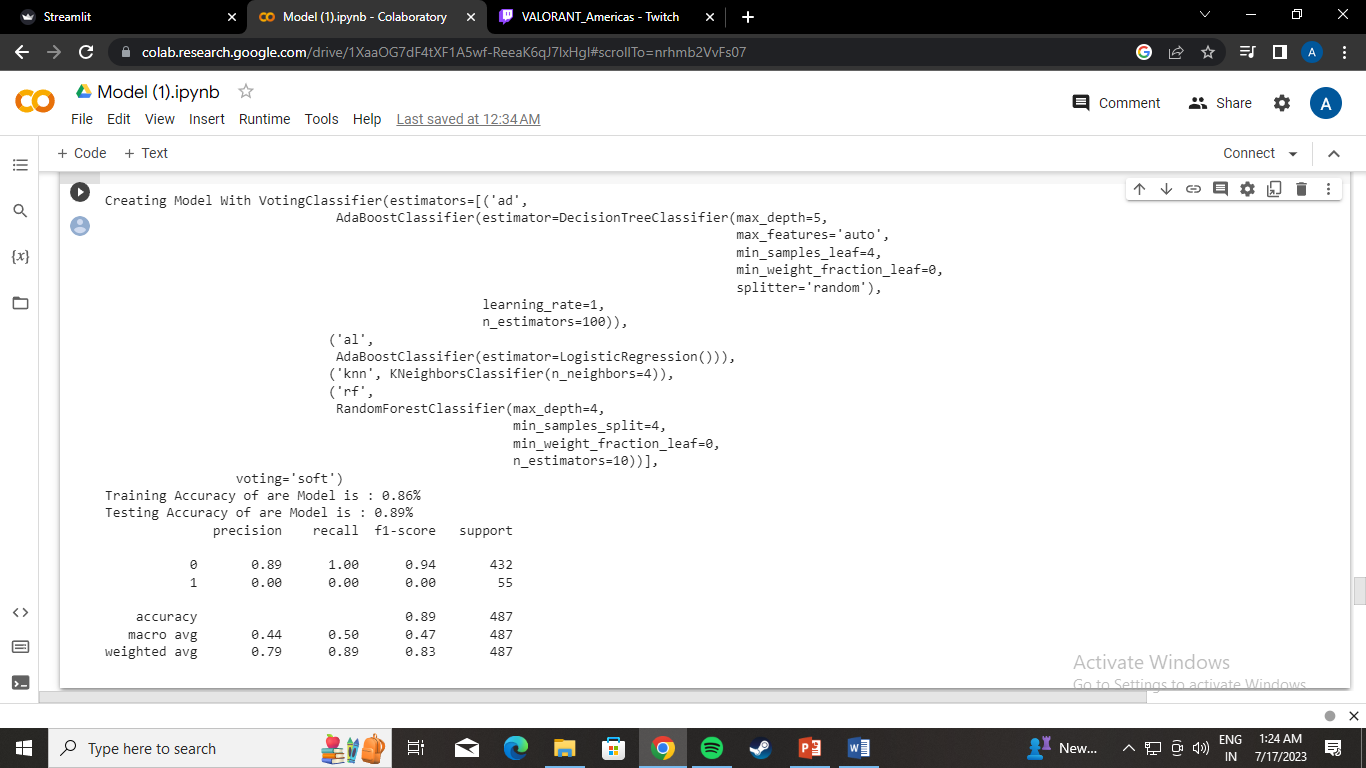 Streamlit
Model (1).ipynb - Colaboratory
VALORANT_Americas - Twitch
colab.research.google.com/drive/1XaaOG7dF4tXF1A5wf-ReeaK6qJ7lxHgl#scrollTo=nrhmb2VvFs07
A
Model (1).ipynb
Comment
Share
A
File Edit View Insert Runtime Tools Help Last saved at 12:34 AM
+ Code + Text
Connect
Creating Model With VotingClassifier(estimators=[('ad',
AdaBoostClassifier(estimator=DecisionTreeClassifier(max_depth=5,
max_features='auto',
min_samples_leaf=4,
min_weight_fraction_leaf=0,
splitter='random'),
learning_rate=1,
n_estimators=100)),
('al',
AdaBoostClassifier(estimator=LogisticRegression())),
('knn', KNeighborsClassifier(n_neighbors=4)),
('rf',
RandomForestClassifier(max_depth=4,
min_samples_split=4,
min_weight_fraction_leaf=0,
n_estimators=10))],
voting='soft')
Training Accuracy of are Model is : 0.86%
Testing Accuracy of are Model is : 0.89%
precision recall f1-score support
0 0.89 1.00 0.94 432
1 0.00 0.00 0.00 55
accuracy 0.89 487
macro avg 0.44 0.50 0.47 487
weighted avg 0.79 0.89 0.83 487
{x}
Activate Windows
Go to Settings to activate Windows.
Type here to search
New...
ENG
IN
1:24 AM
7/17/2023